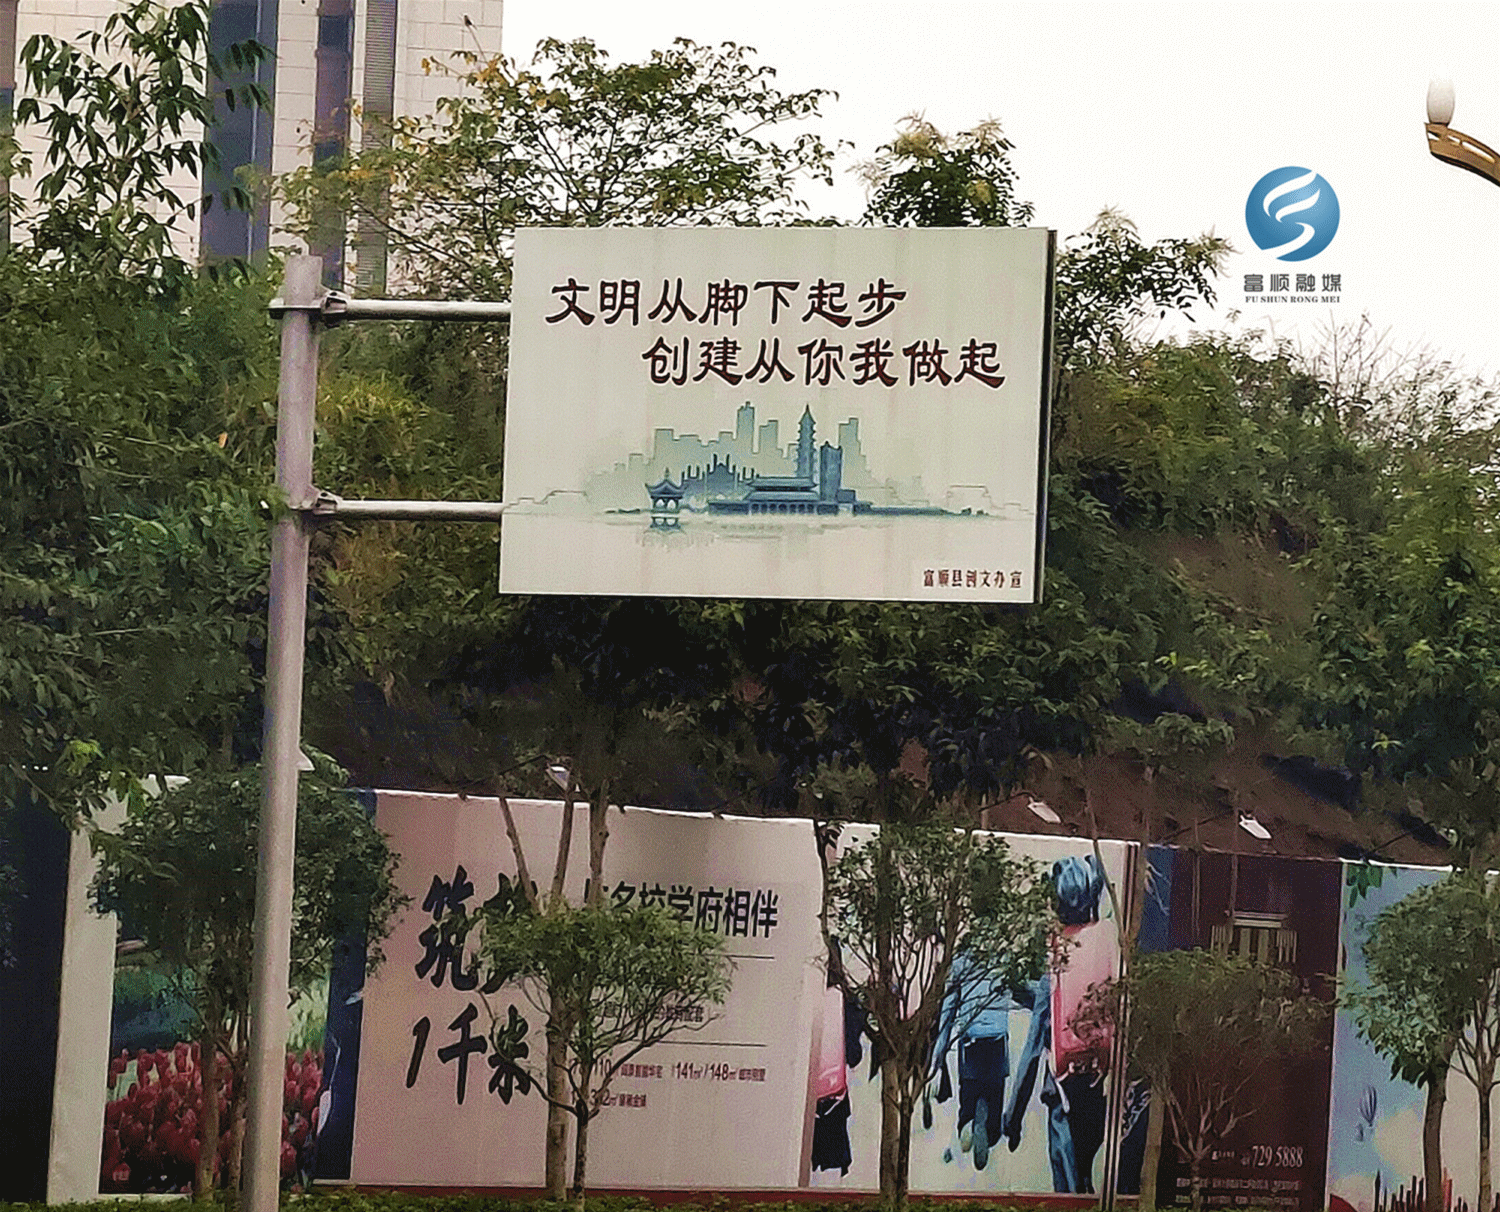 文明从脚下起步
创建从你我做起
富顺县创文办 宣
富顺融媒
FU SHUN RONG MEI
筑
1千米
名校学府相伴
141㎡/148㎡
729 5888